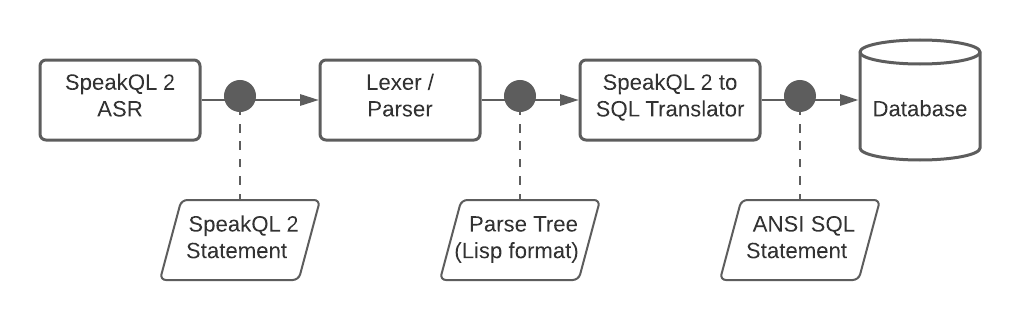 SpeakQL 2
ASR
Lexer /
Parser
SpeakQL 2 to
SQL Translator
Database
SpeakQL 2
Statement
Parse Tree
(Lisp format)
ANSI SQL
Statement